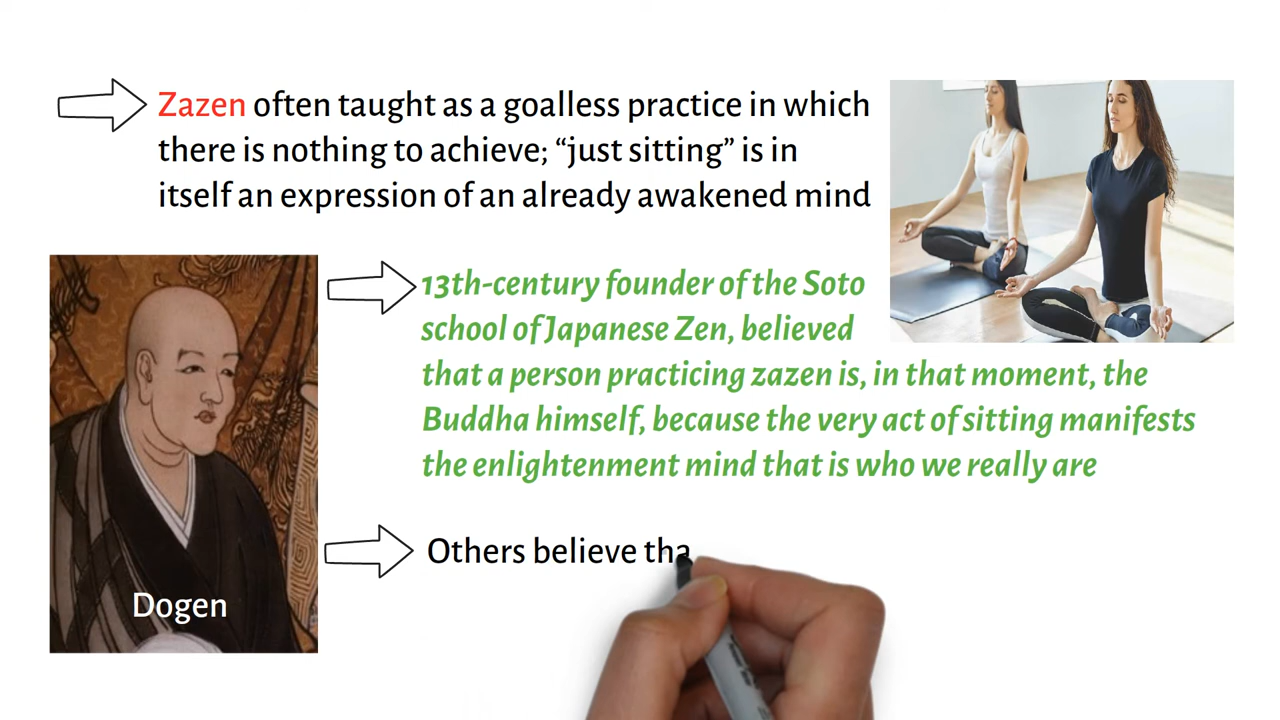 Zazen often taught as a goalless practice in which
there is nothing to achieve; “just sitting” is in
itself an expression of an already awakened mind
13th-century founder of the Soto
school of Japanese Zen, believed
that a person practicing zazen is, in that moment, the
Buddha himself, because the very act of sitting manifests
the enlightenment mind that is who we really are
Others believe tha
Dogen